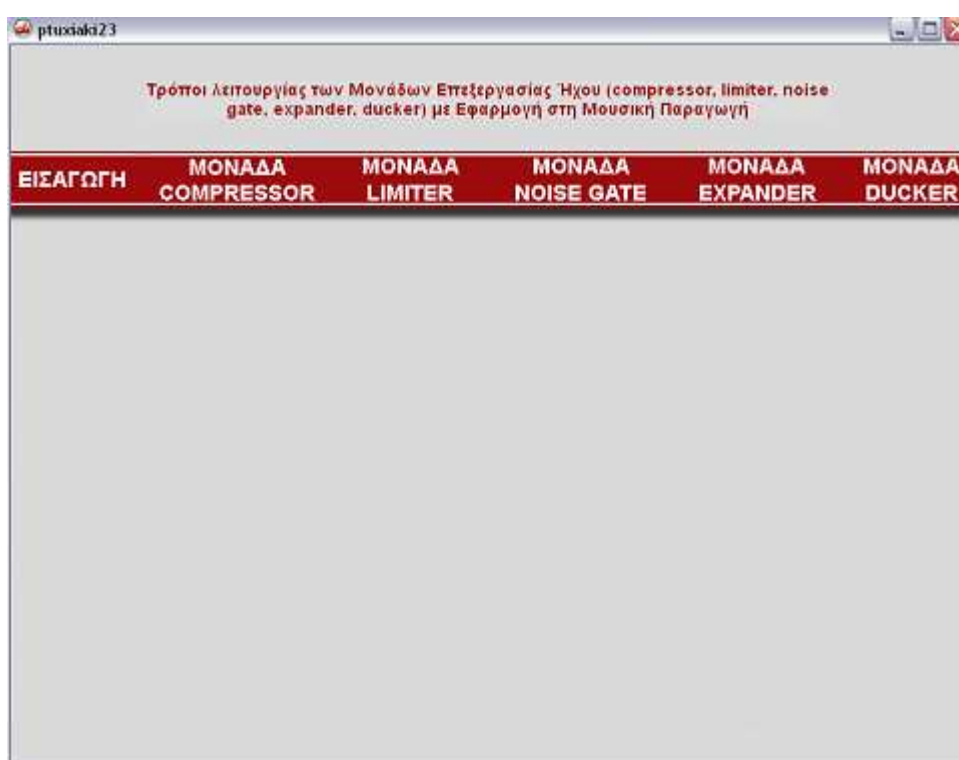 ptuxiaki23
Τρόποι λειτουργίας των Μονάδων Επεξεργασίας Ήχου (compressor, limiter, noise
gate, expander, ducker) με Εφαρμογή στη Μουσική Παραγωγή
ΕΙΣΑΓΩΓΗ
ΜΟΝΑΔΑ
COMPRESSOR
ΜΟΝΑΔΑ
LIMITER
ΜΟΝΑΔΑ
NOISE GATE
ΜΟΝΑΔΑ
EXPANDER
ΜΟΝΑΔΑ
DUCKER